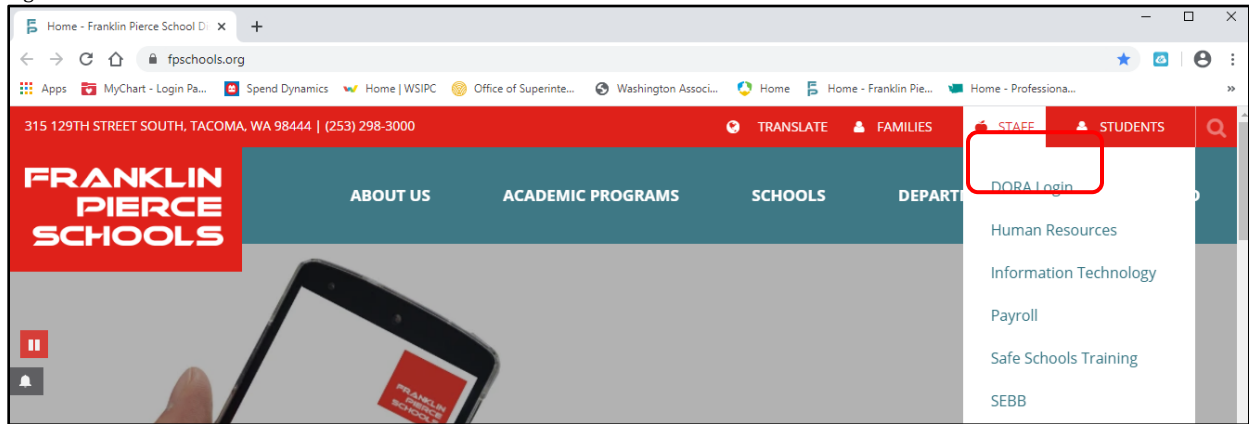 Home - Franklin Pierce School Di
fpschools.org
Apps MyChart - Login Pa... Spend Dynamics Home | WSIPC Office of Superinte... Washington Associ... Home Home - Franklin Pie... Home - Professiona... »
315 129TH STREET SOUTH, TACOMA, WA 98444 | (253) 298-3000 TRANSLATE FAMILIES STAFF STUDENTS
FRANKLIN
PIERCE
SCHOOLS
ABOUT US ACADEMIC PROGRAMS SCHOOLS DEPART
DORA Login
Human Resources
Information Technology
Payroll
Safe Schools Training
SEBB
FRANKLIN
PIERCE
SCHOOLS